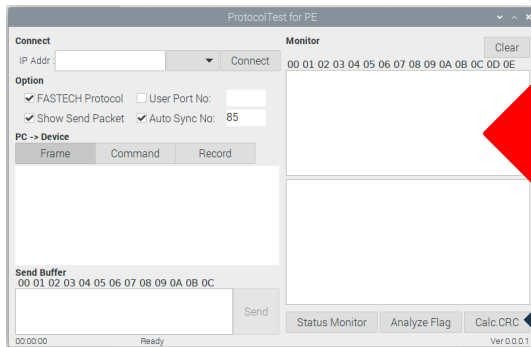 ProtocolTest for PE
Connect
IP Addr :
Connect
Option
FASTECH Protocol
User Port No:
Show Send Packet
Auto Sync No:
85
PC -> Device
Frame
Command
Record
Send Buffer
00 01 02 03 04 05 06 07 08 09 0A 0B 0C
Send
00:00:00
Ready
Monitor
Clear
00 01 02 03 04 05 06 07 08 09 0A 0B 0C 0D 0E
Status Monitor
Analyze Flag
Calc.CRC
Ver 0.0.1